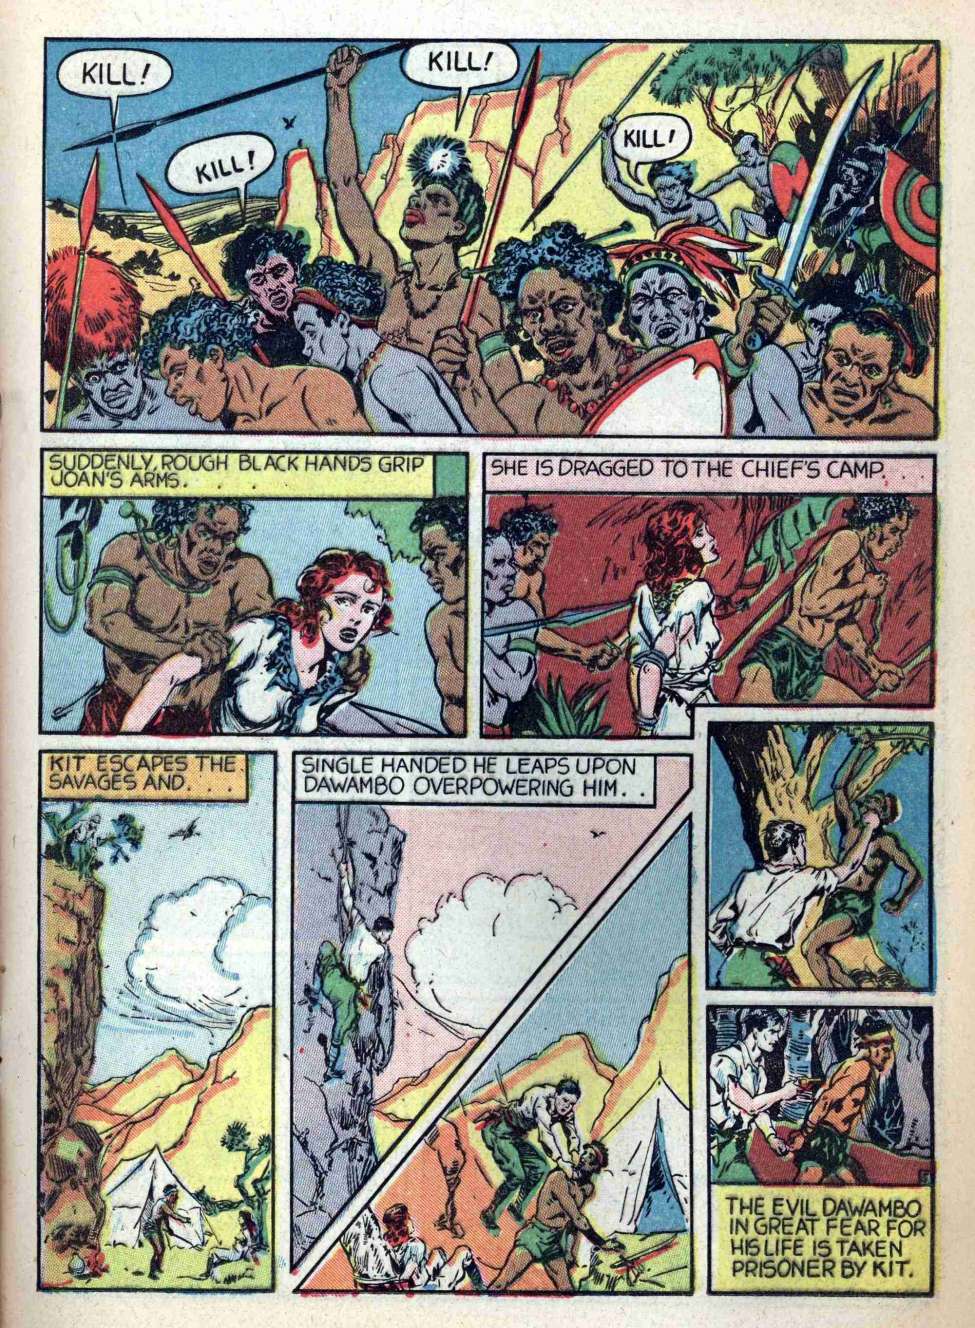 KILL!
KILL!
KILL!
KILL!
SUDDENLY, ROUGH BLACK HANDS GRIP
JOAN'S ARMS. . . .
SHE IS DRAGGED TO THE CHIEF'S CAMP. . . .
KIT ESCAPES THE
SAVAGES AND. . .
SINGLE HANDED HE LEAPS UPON
DAWAMBO OVERPOWERING HIM. . .
THE EVIL DAWAMBO
IN GREAT FEAR FOR
HIS LIFE IS TAKEN
PRISONER BY KIT.